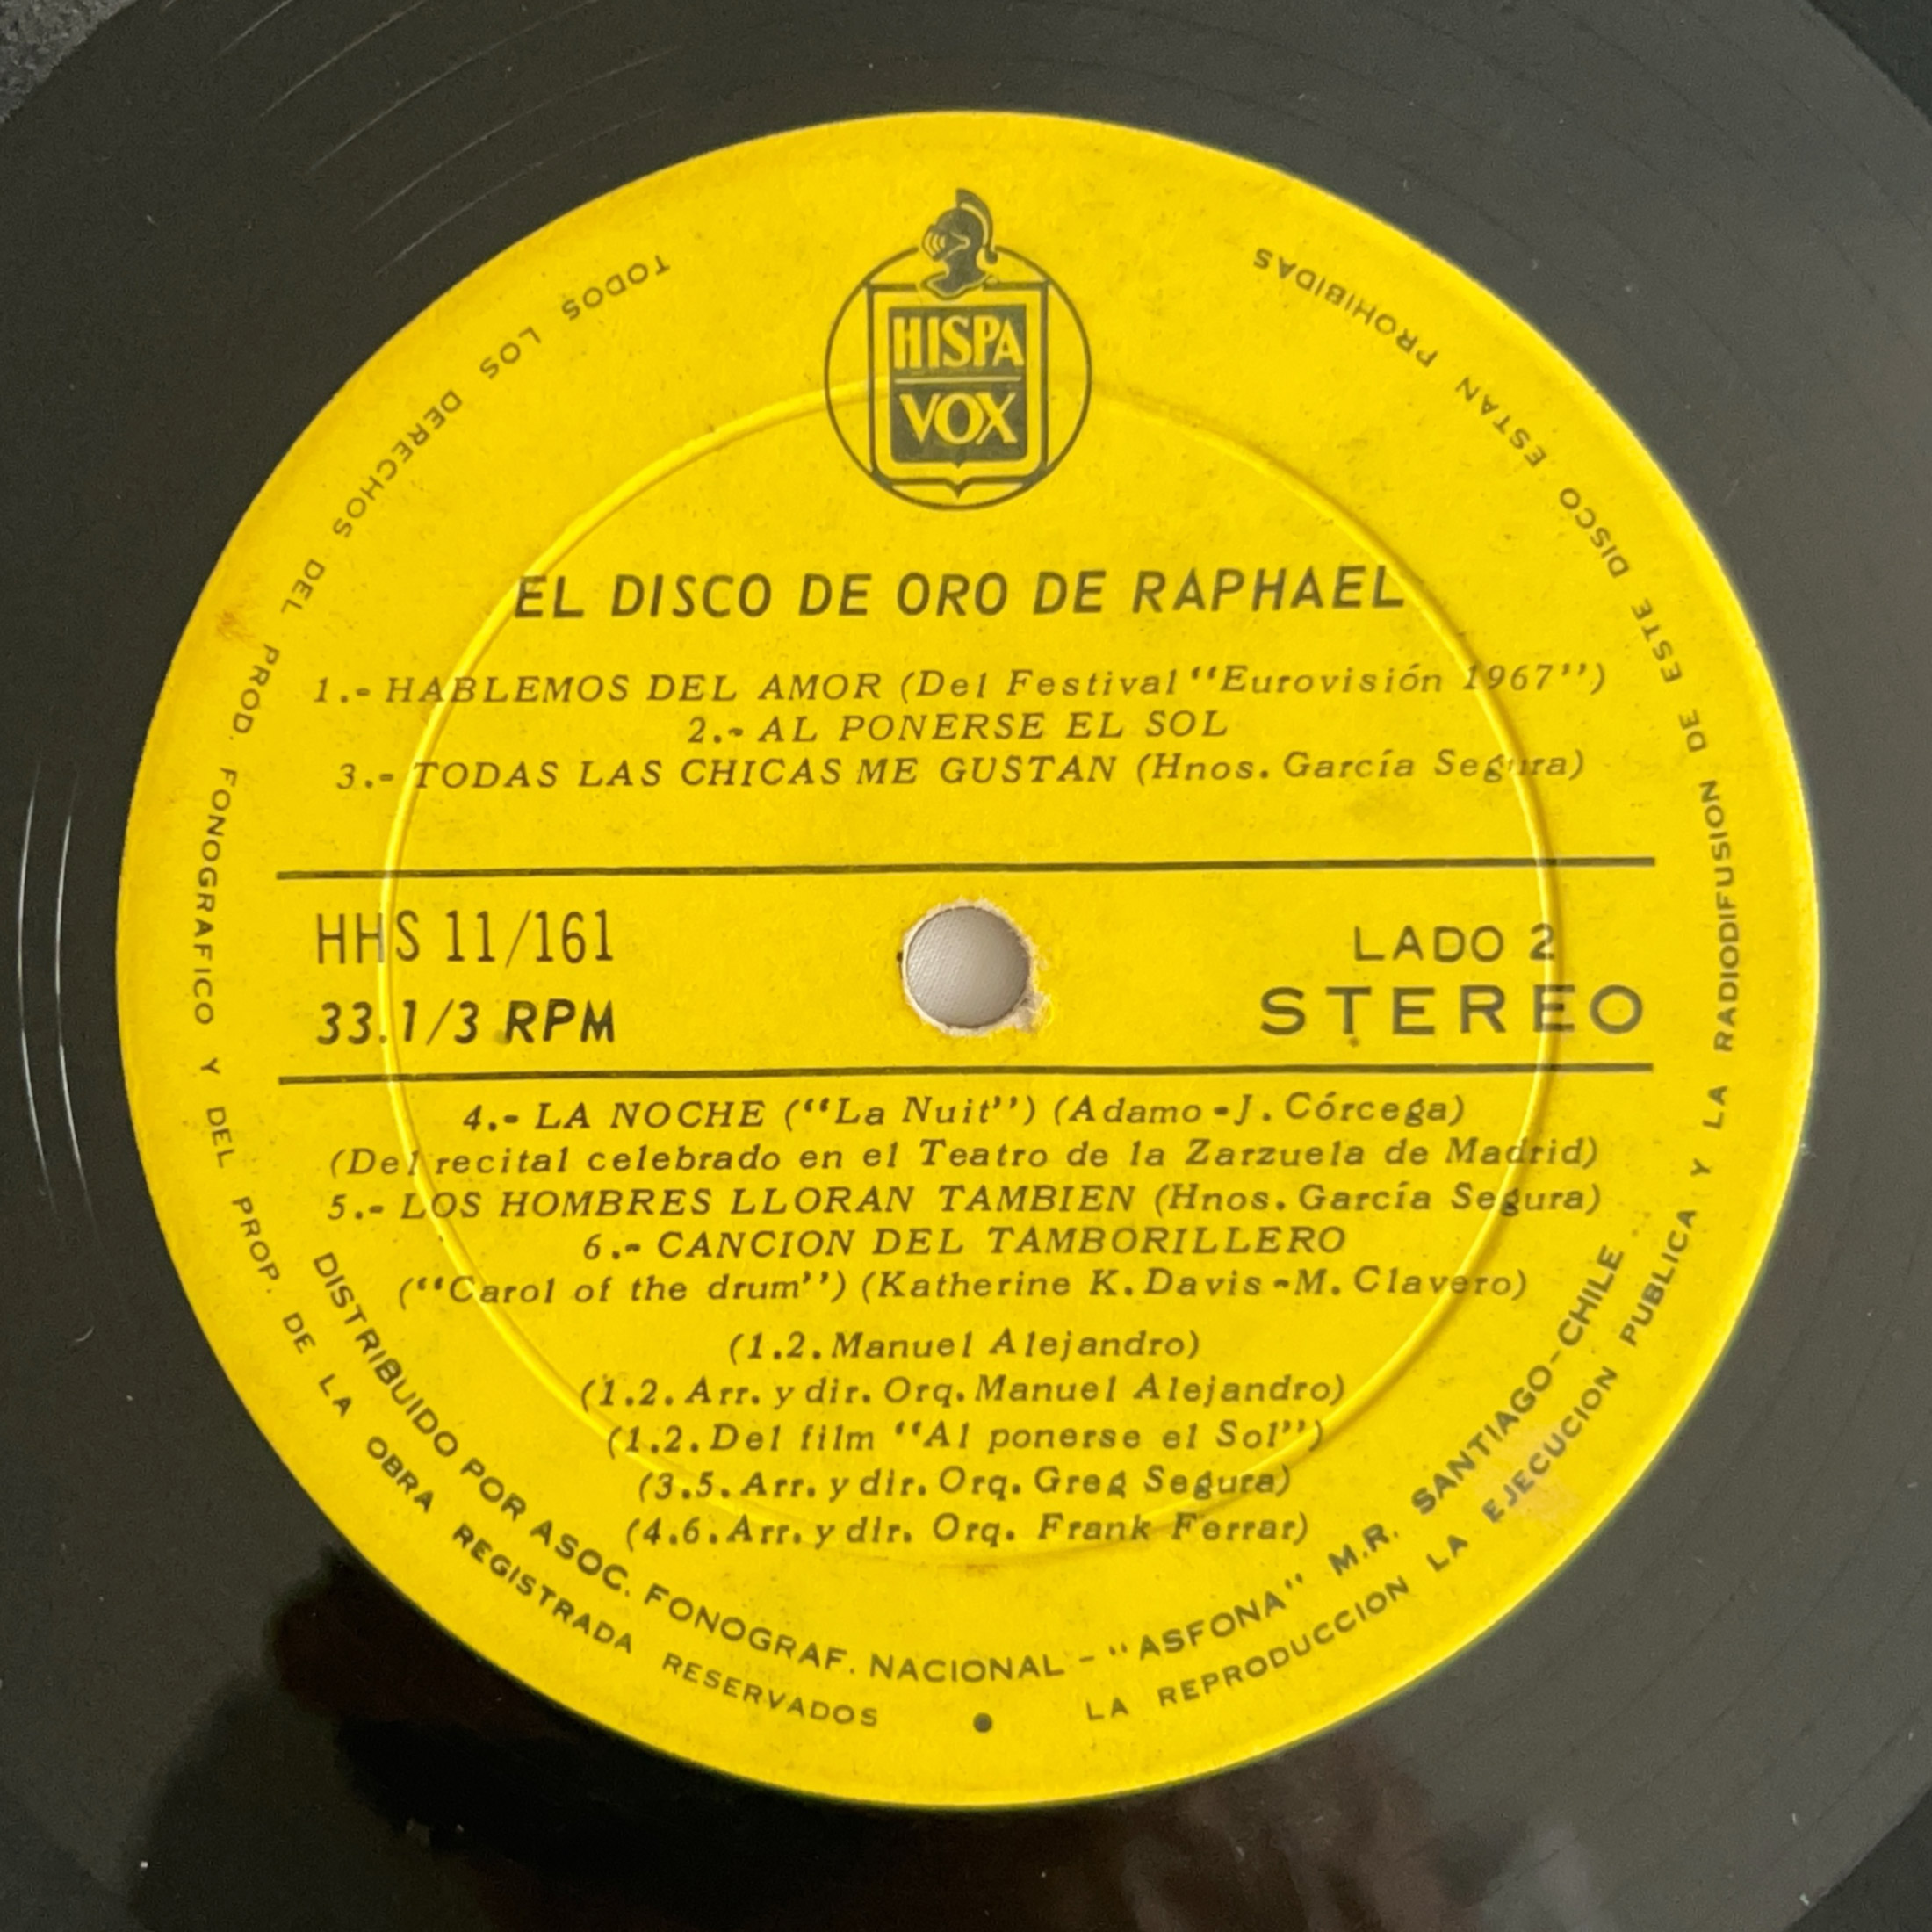 HISPA
VOX
EL DISCO DE ORO DE RAPHAEL
1.- HABLEMOS DEL AMOR (Del Festival "Eurovisión 1967")
2.- AL PONERSE EL SOL
3.- TODAS LAS CHICAS ME GUSTAN (Hnos. García Segura)
HHS 11/161
33.1/3 RPM
LADO 2
STEREO
4.- LA NOCHE ("La Nuit") (Adamo-J. Córcega)
(Del recital celebrado en el Teatro de la Zarzuela de Madrid)
5.- LOS HOMBRES LLORAN TAMBIEN (Hnos. García Segura)
6.- CANCION DEL TAMBORILLERO
("Carol of the drum") (Katherine K. Davis-M. Clavero)
(1.2. Manuel Alejandro)
(1.2. Arr. y dir. Orq. Manuel Alejandro)
(1.2. Del film "Al ponerse el Sol")
(3.5. Arr. y dir. Orq. Greg Segura)
(4.6. Arr. y dir. Orq. Frank Ferrar)
DISTRIBUIDO POR ASOC. FONOGRAF. NACIONAL - "ASFONA" M.R. SANTIAGO-CHILE
TODOS LOS DERECHOS DEL PROD. FONOGRAFICO Y DEL PROP. DE LA OBRA REGISTRADA RESERVADOS • LA REPRODUCCION LA EJECUCION PUBLICA Y LA RADIODIFUSION DE ESTE DISCO ESTAN PROHIBIDAS